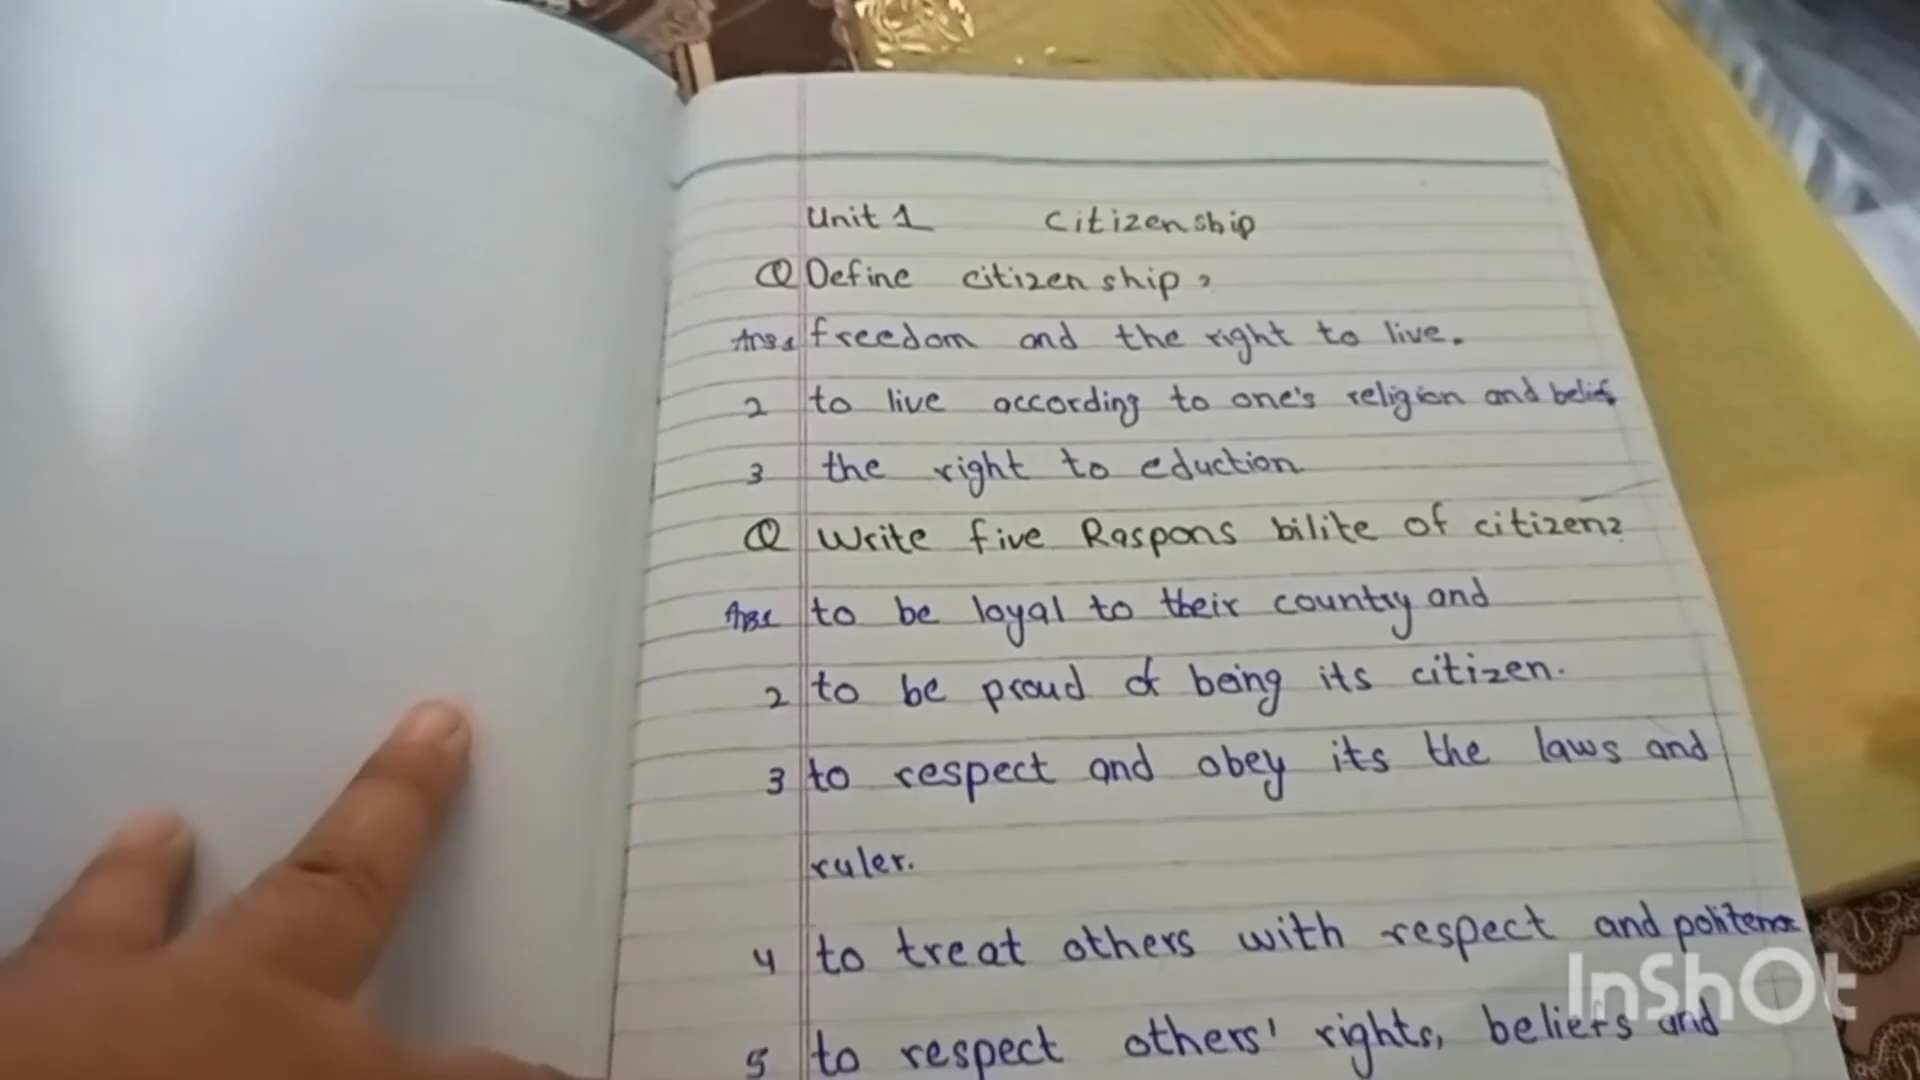 Unit 1 Citizenship
Q Define citizenship?
Ans 1 freedom and the right to live.
2 to live according to one's religion and belief
3 the right to eduction
Q Write five Raspons bilite of citizen?
Ans 1 to be loyal to their country and
2 to be proud of being its citizen.
3 to respect and obey its the laws and
ruler.
4 to treat others with respect and
5 to respect others' rights, beliefs and
InShOt